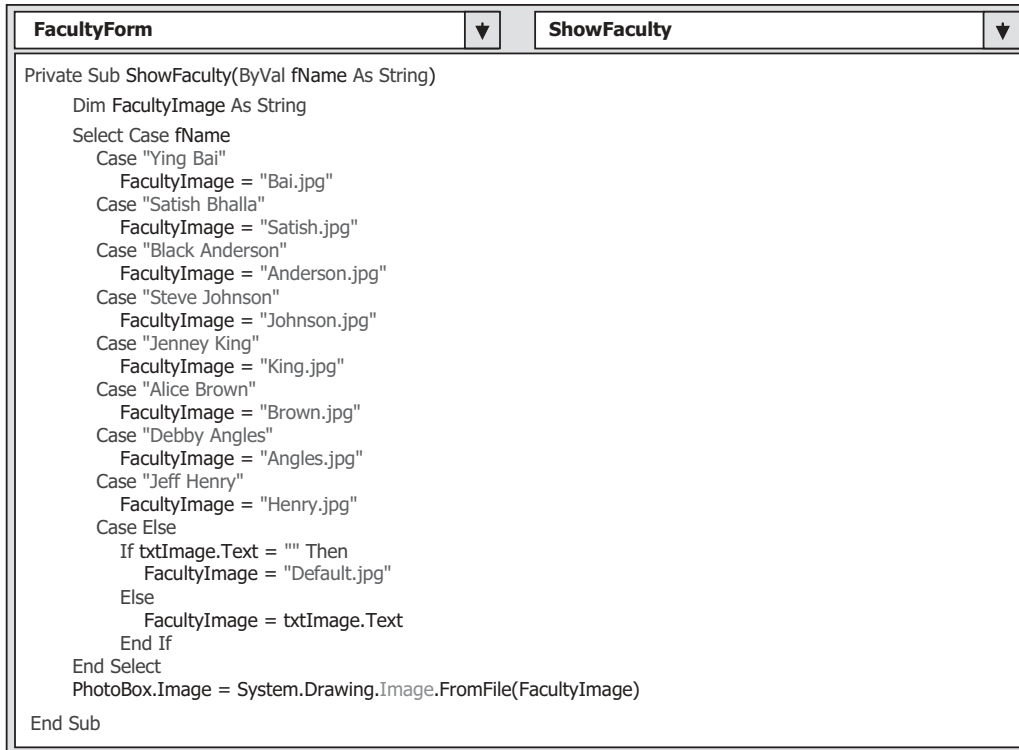 FacultyForm ShowFaculty
Private Sub ShowFaculty(ByVal fName As String)
Dim FacultyImage As String
Select Case fName
Case "Ying Bai"
FacultyImage = "Bai.jpg"
Case "Satish Bhalla"
FacultyImage = "Satish.jpg"
Case "Black Anderson"
FacultyImage = "Anderson.jpg"
Case "Steve Johnson"
FacultyImage = "Johnson.jpg"
Case "Jenney King"
FacultyImage = "King.jpg"
Case "Alice Brown"
FacultyImage = "Brown.jpg"
Case "Debby Angles"
FacultyImage = "Angles.jpg"
Case "Jeff Henry"
FacultyImage = "Henry.jpg"
Case Else
If txtImage.Text = "" Then
FacultyImage = "Default.jpg"
Else
FacultyImage = txtImage.Text
End If
End Select
PhotoBox.Image = System.Drawing.Image.FromFile(FacultyImage)
End Sub